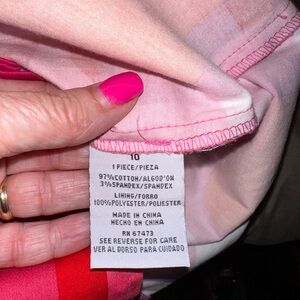 10
1 PIECE/PIEZA
97%COTTON/ALGOD'ON
3%SPANDEX/SPANDEX
LINING/FORRO
100%POLYESTER/POLIESTER
MADE IN CHINA
HECHO EN CHINA
RN 67473
SEE REVERSE FOR CARE
VER AL DORSO PARA CUIDADO